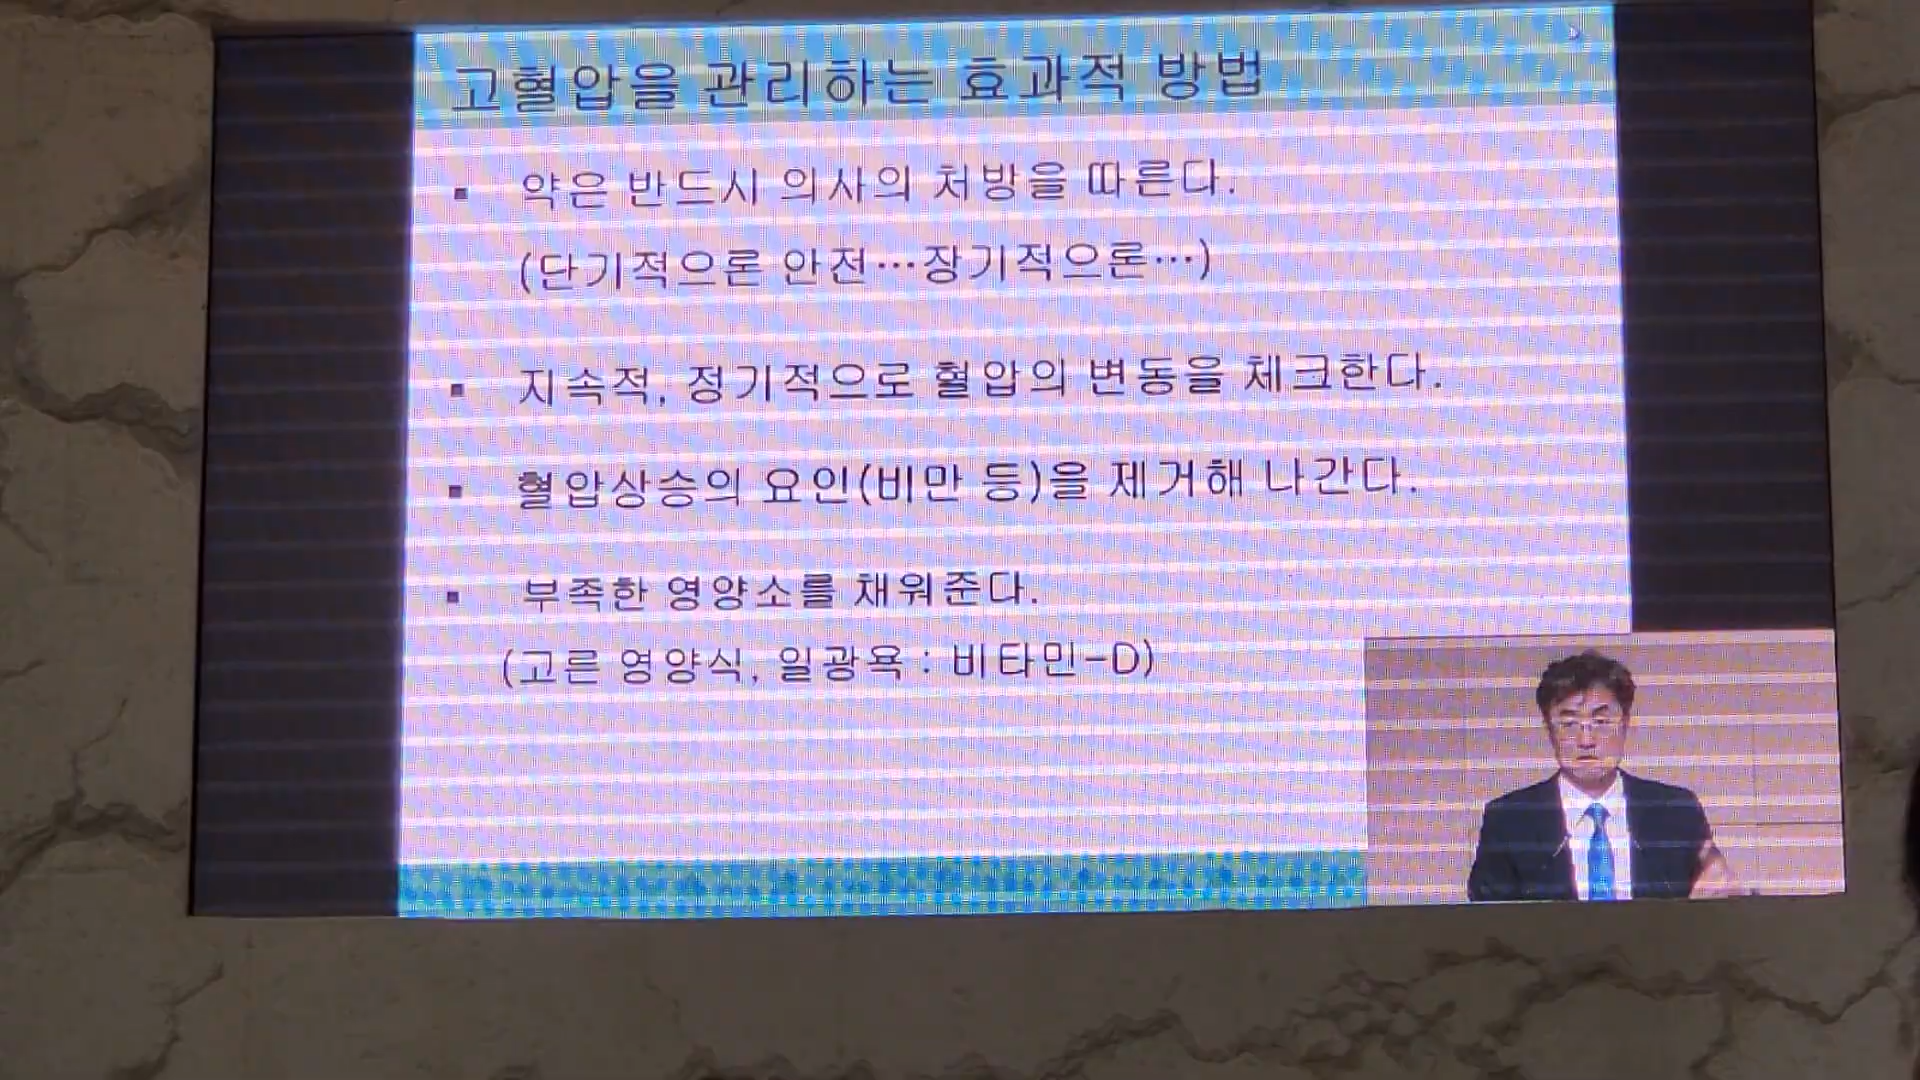 고혈압을 관리하는 효과적 방법
▪ 약은 반드시 의사의 처방을 따른다.
(단기적으론 안전…장기적으론…)
▪ 지속적, 정기적으로 혈압의 변동을 체크한다.
▪ 혈압상승의 요인(비만 등)을 제거해 나간다.
▪ 부족한 영양소를 채워준다.
(고른 영양식, 일광욕 : 비타민-D)